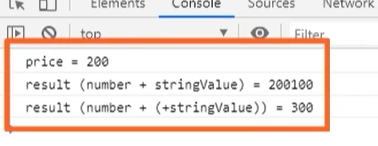 Elements Console Sources Network
top Filter
price = 200
result (number + stringValue) = 200100
result (number + (+stringValue)) = 300